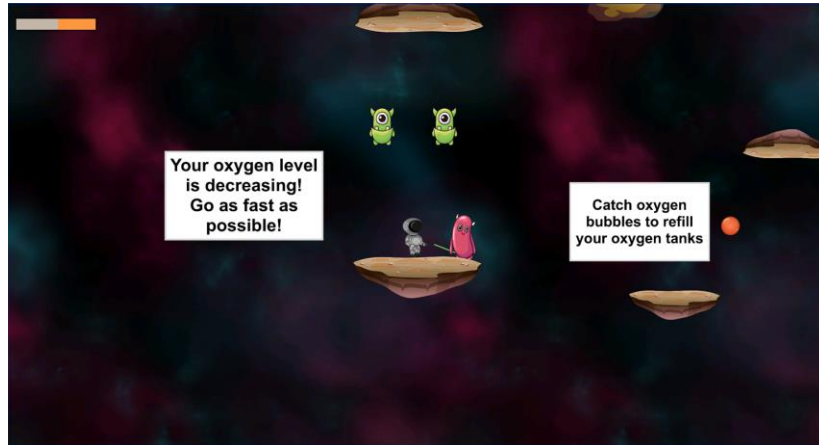 Your oxygen level
is decreasing!
Go as fast as
possible!
Catch oxygen
bubbles to refill
your oxygen tanks